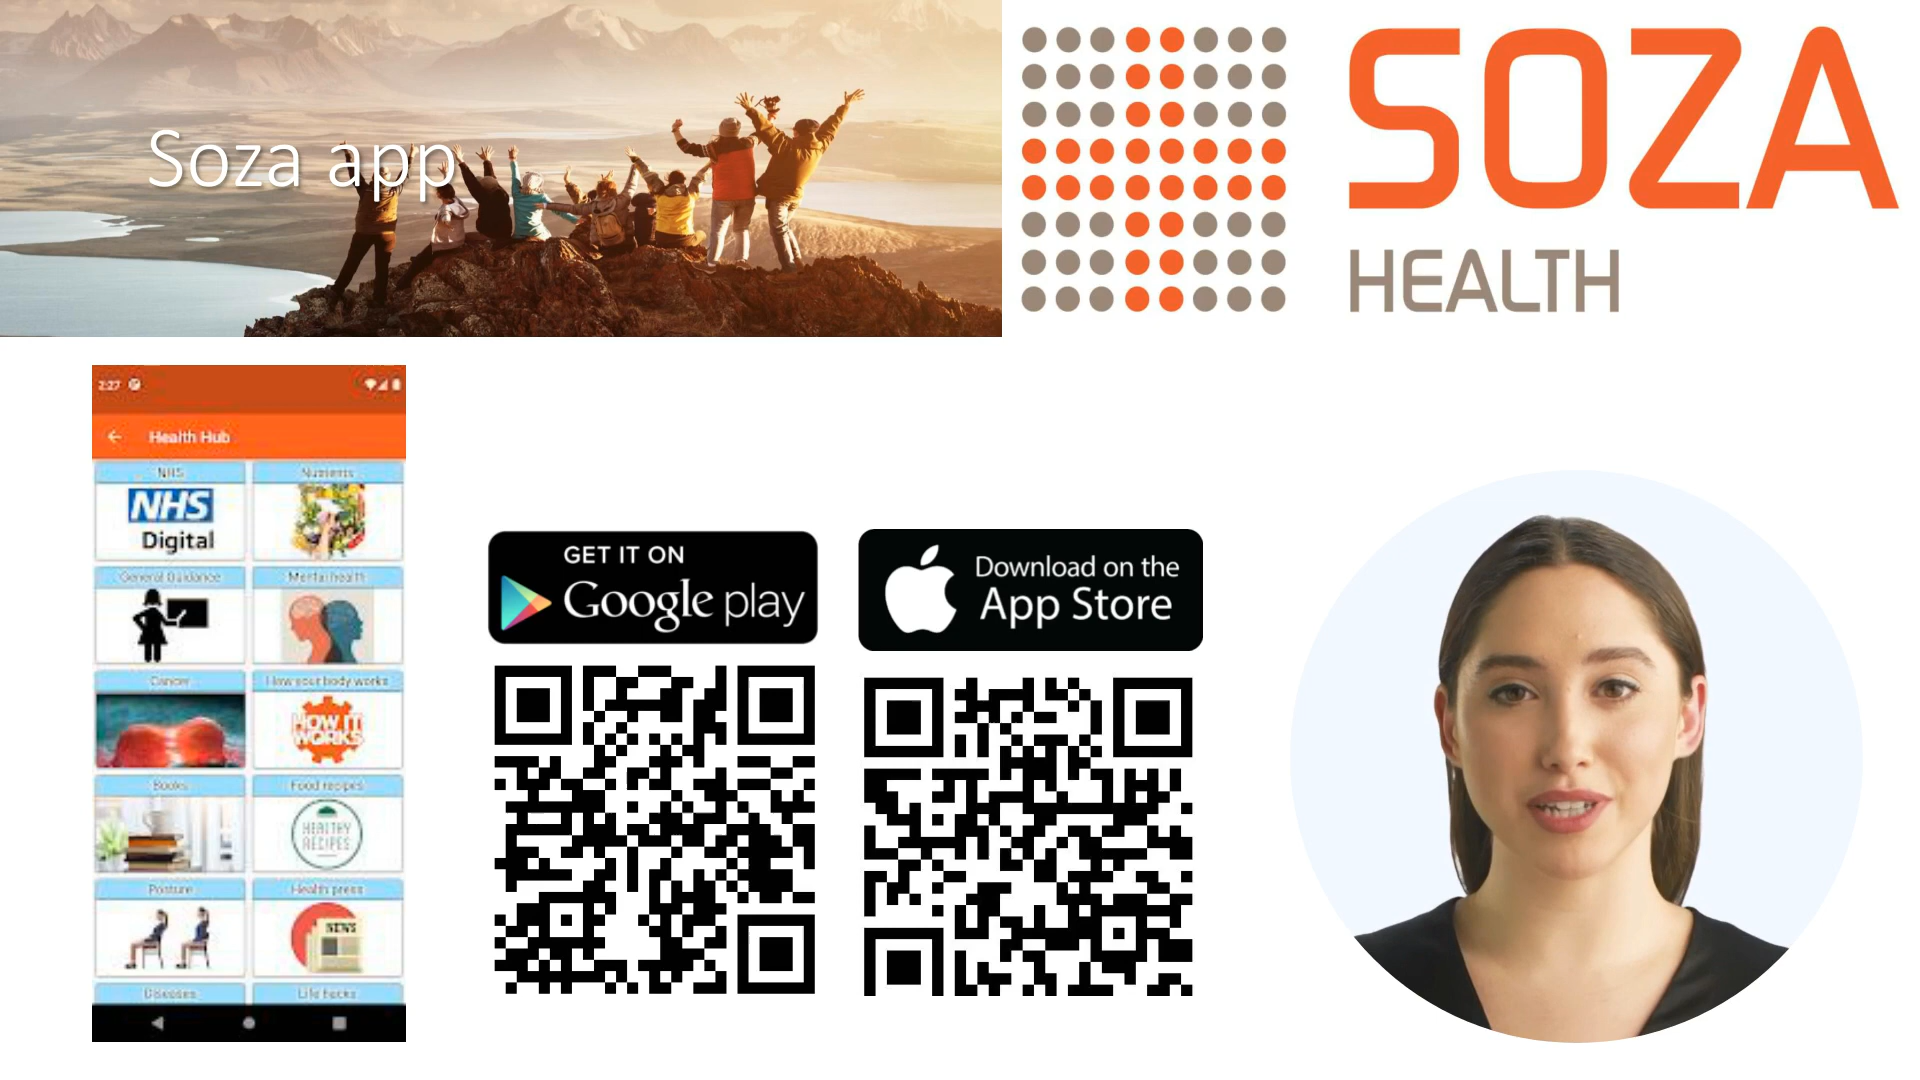 Soza app
SOZA
HEALTH
2:27
Health Hub
NHS
Nutrients
NHS
Digital
General Guidance
Mental health
Cancer
How your body works
HOW IT
WORKS
Books
Food recipes
HEALTHY
RECIPES
Posture
Health press
NEWS
Diseases
Life hacks
GET IT ON
Google play
Download on the
App Store